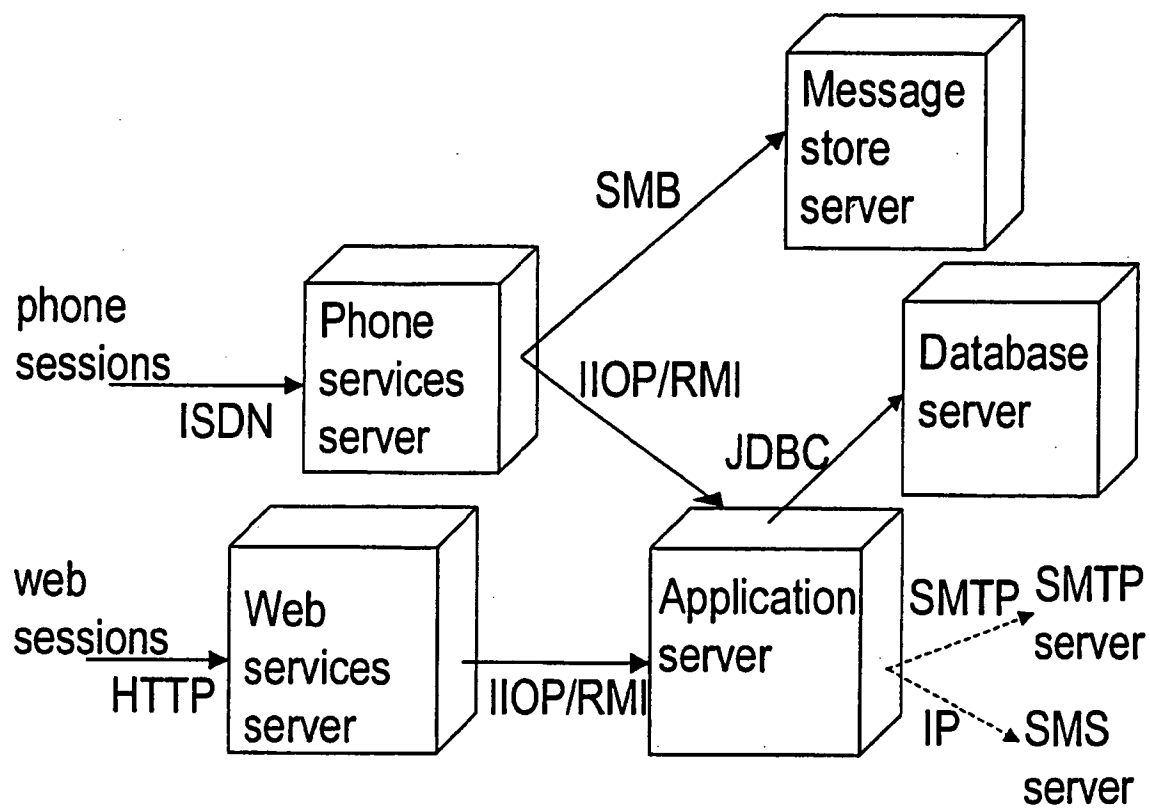 Message
store
server
SMB
phone
sessions
ISDN
Phone
services
server
IIOP/RMI
Database
server
JDBC
web
sessions
HTTP
Web
services
server
IIOP/RMI
Application
server
SMTP
SMTP
server
IP
SMS
server